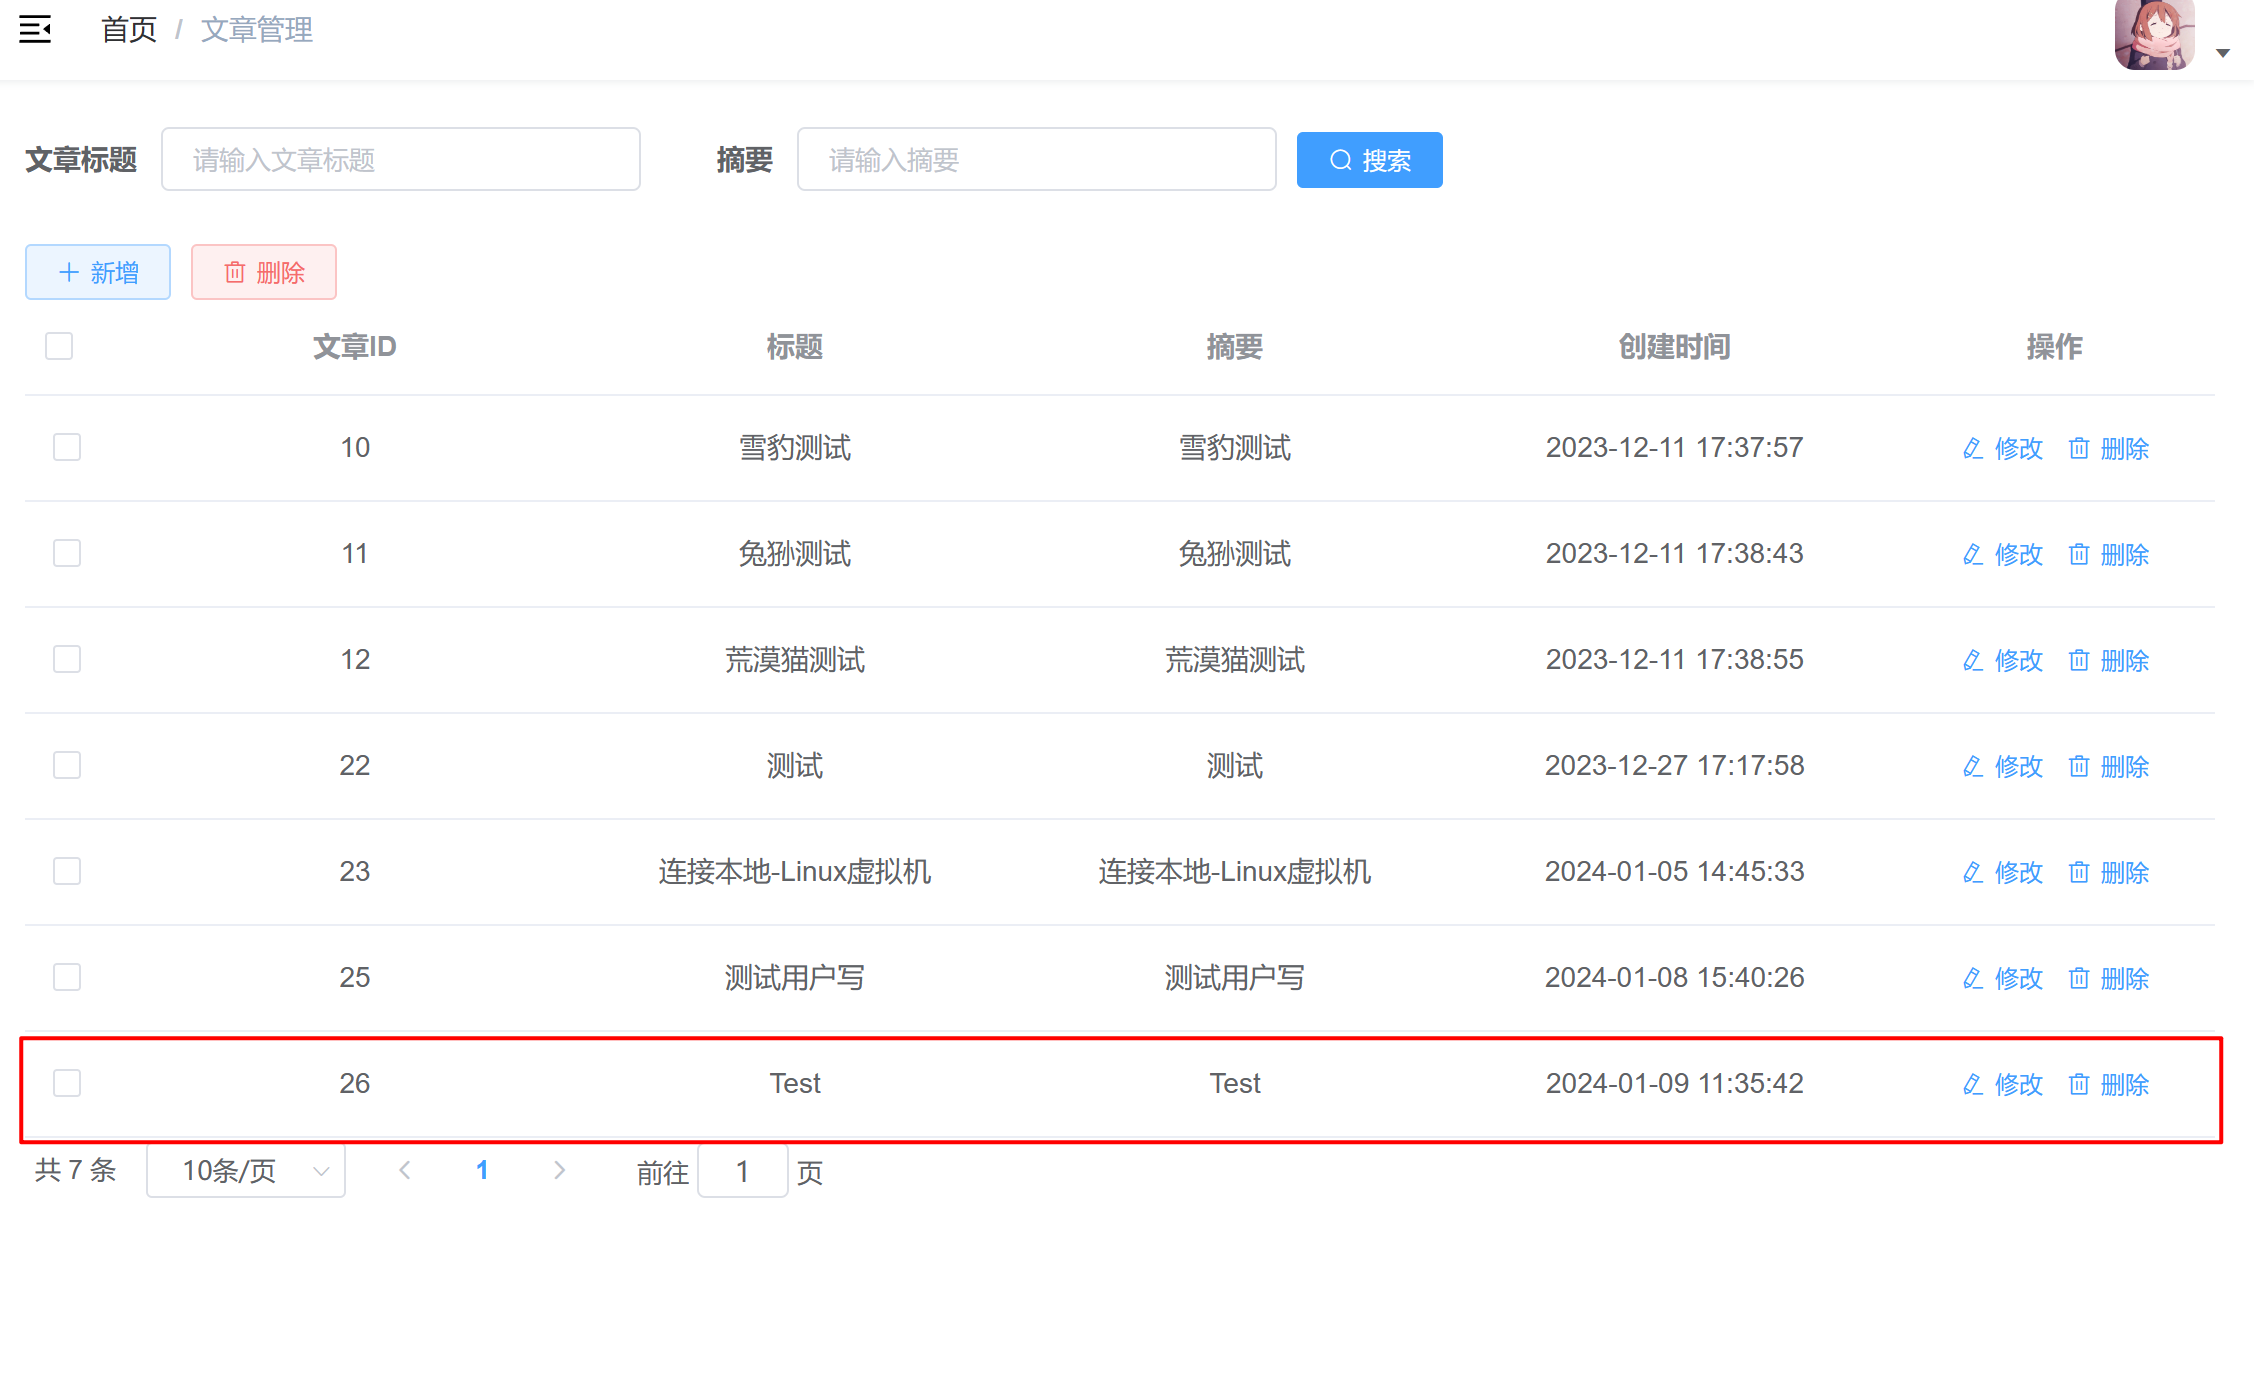 首页 / 文章管理
文章标题 请输入文章标题 摘要 请输入摘要 搜索
新增 删除
文章ID 标题 摘要 创建时间 操作
10 雪豹测试 雪豹测试 2023-12-11 17:37:57 修改 删除
11 兔狲测试 兔狲测试 2023-12-11 17:38:43 修改 删除
12 荒漠猫测试 荒漠猫测试 2023-12-11 17:38:55 修改 删除
22 测试 测试 2023-12-27 17:17:58 修改 删除
23 连接本地-Linux虚拟机 连接本地-Linux虚拟机 2024-01-05 14:45:33 修改 删除
25 测试用户写 测试用户写 2024-01-08 15:40:26 修改 删除
26 Test Test 2024-01-09 11:35:42 修改 删除
共 7 条 10条/页 1 前往 1 页